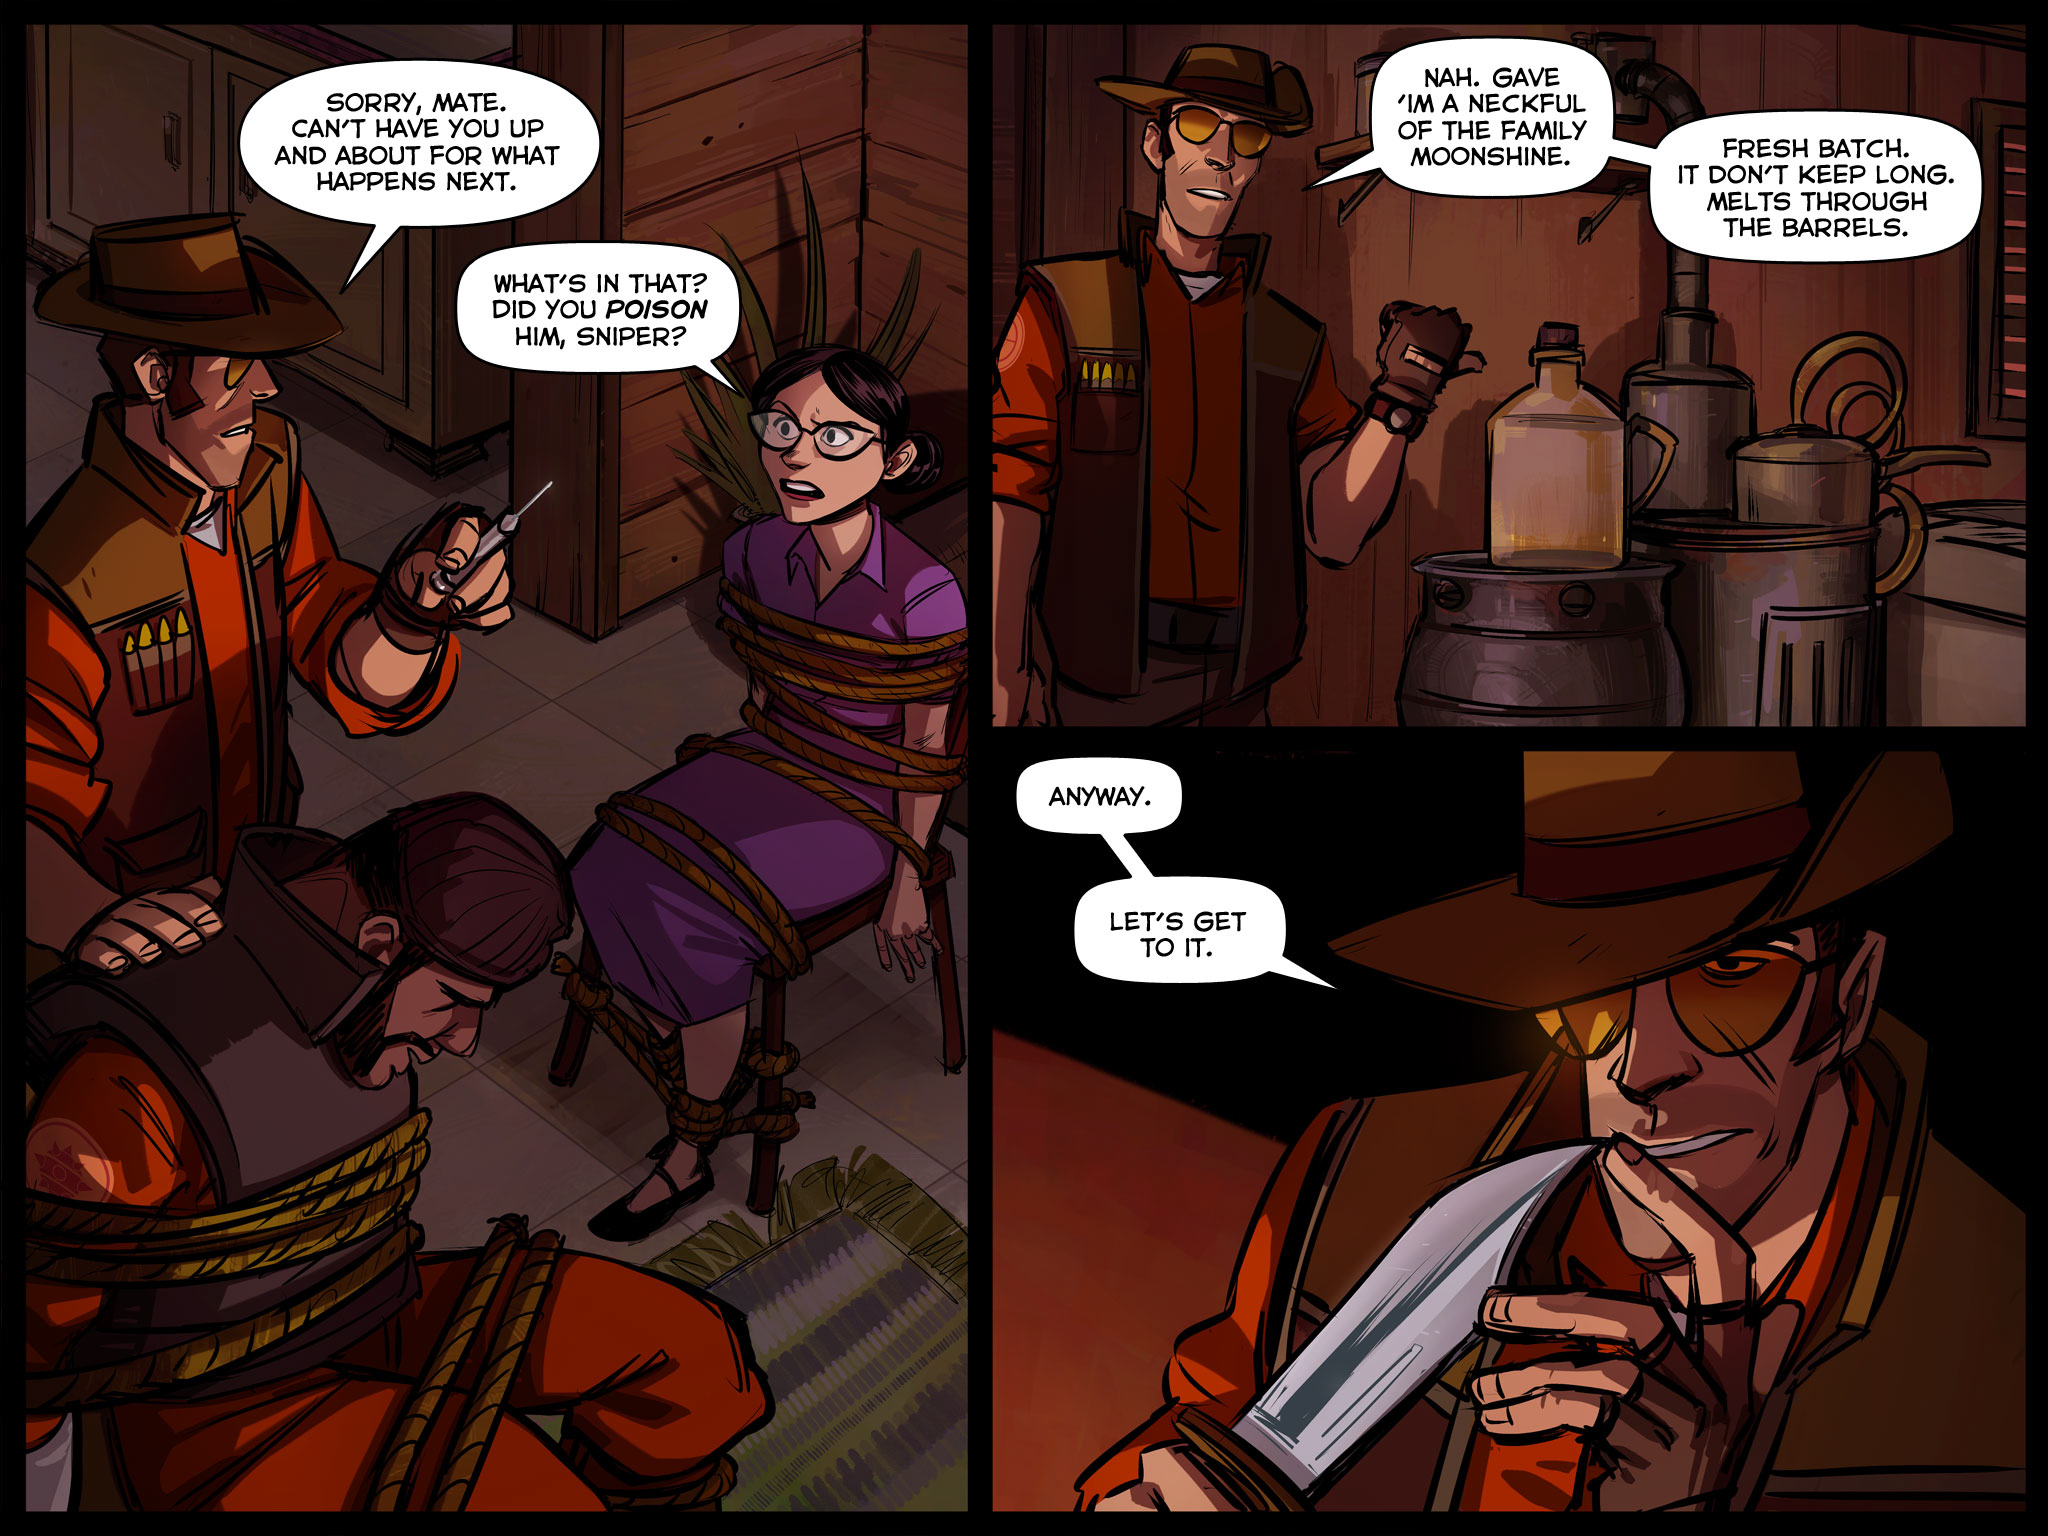 SORRY, MATE.
CAN'T HAVE YOU UP
AND ABOUT FOR WHAT
HAPPENS NEXT.
WHAT'S IN THAT?
DID YOU POISON
HIM, SNIPER?
NAH. GAVE
'IM A NECKFUL
OF THE FAMILY
MOONSHINE.
FRESH BATCH.
IT DON'T KEEP LONG.
MELTS THROUGH
THE BARRELS.
ANYWAY.
LET'S GET
TO IT.